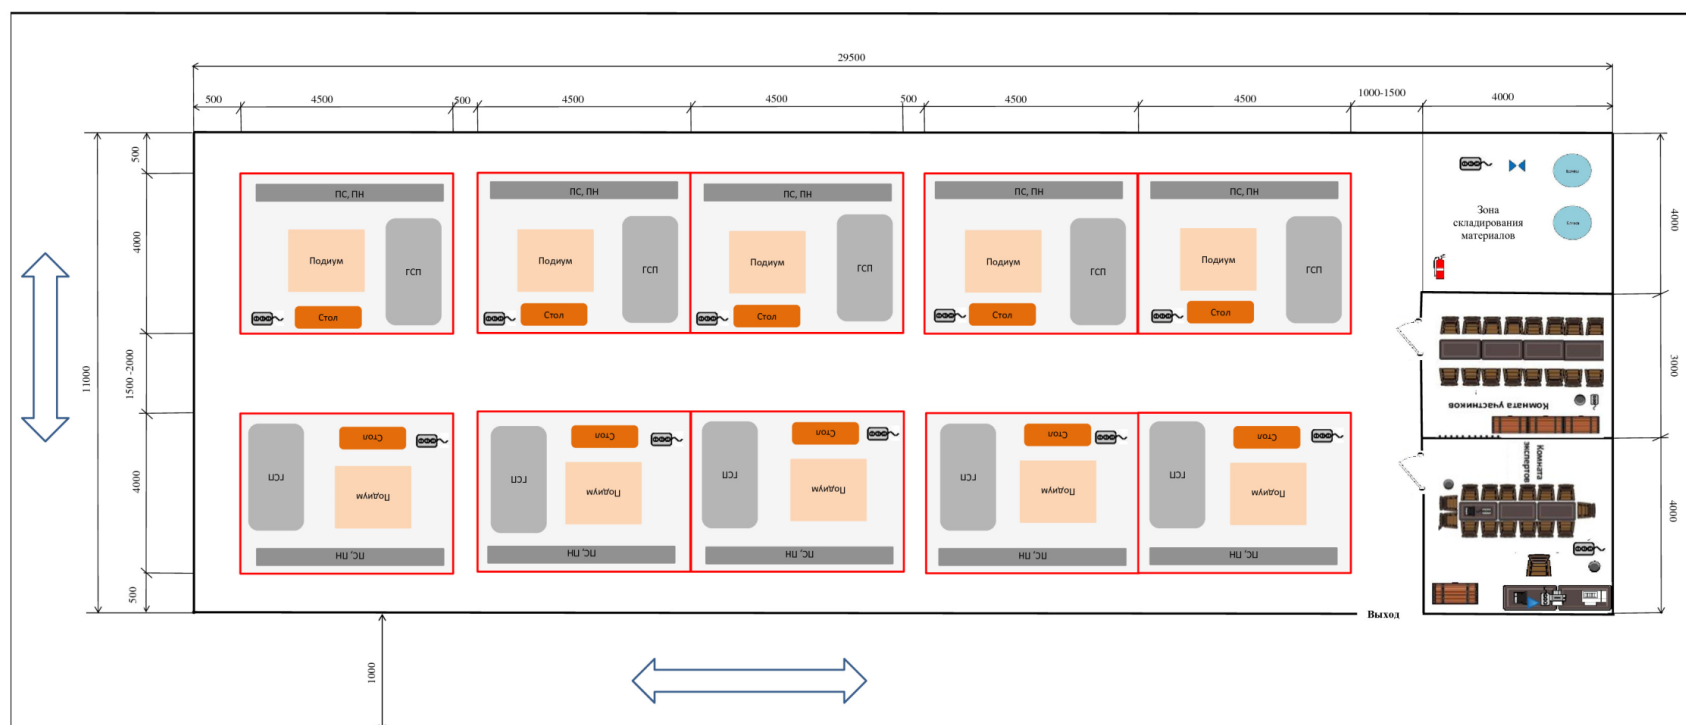 29500
500
4500
500
4500
4500
500
4500
4500
1000-1500
4000
500
4000
1500 -2000
4000
500
11000
ПС, ПН
Подиум
ГСП
Стол
ПС, ПН
Подиум
ГСП
Стол
ПС, ПН
Подиум
ГСП
Стол
ПС, ПН
Подиум
ГСП
Стол
ПС, ПН
Подиум
ГСП
Стол
Зона
складирования
материалов
4000
3000
4000
Комната участников
Комната
экспертов
Стол
ГСП
Подиум
ПС, ПН
Стол
ГСП
Подиум
ПС, ПН
Стол
ГСП
Подиум
ПС, ПН
Стол
ГСП
Подиум
ПС, ПН
Стол
ГСП
Подиум
ПС, ПН
Выход
1000